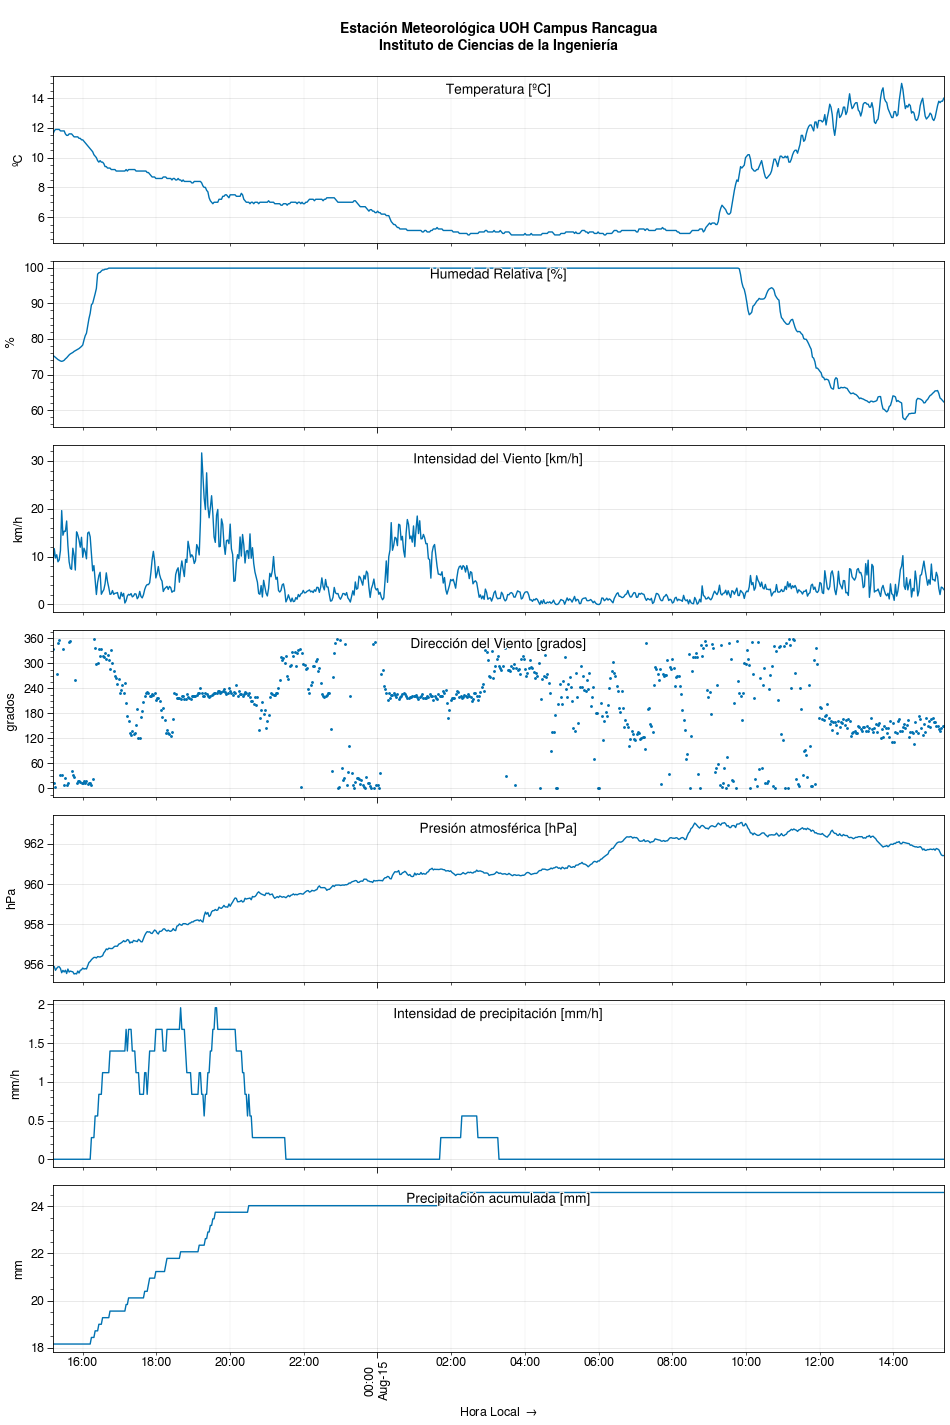 Estación Meteorológica UOH Campus Rancagua
Instituto de Ciencias de la Ingeniería
Temperatura [ºC]
ºC
14
12
10
8
6
Humedad Relativa [%]
%
100
90
80
70
60
Intensidad del Viento [km/h]
km/h
30
20
10
0
Dirección del Viento [grados]
grados
360
300
240
180
120
60
0
Presión atmosférica [hPa]
hPa
962
960
958
956
Intensidad de precipitación [mm/h]
mm/h
2
1.5
1
0.5
0
Precipitación acumulada [mm]
mm
24
22
20
18
16:00 18:00 20:00 22:00 00:00 02:00 04:00 06:00 08:00 10:00 12:00 14:00
Aug-15
Hora Local →